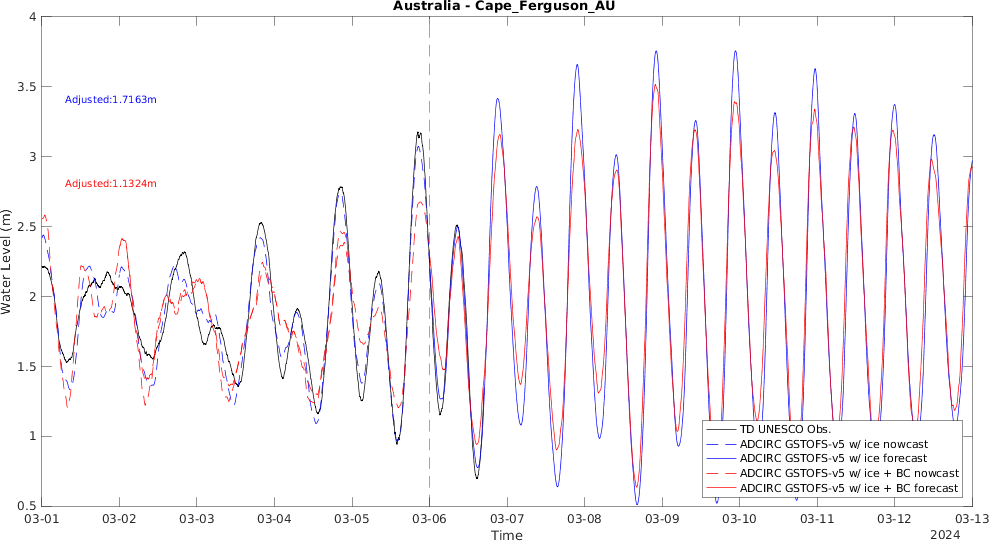 Australia - Cape_Ferguson_AU
4
3.5
3
2.5
2
1.5
1
0.5
Water Level (m)
Adjusted:1.7163m
Adjusted:1.1324m
TD UNESCO Obs.
ADCIRC GSTOFS-v5 w/ ice nowcast
ADCIRC GSTOFS-v5 w/ ice forecast
ADCIRC GSTOFS-v5 w/ ice + BC nowcast
ADCIRC GSTOFS-v5 w/ ice + BC forecast
03-01 03-02 03-03 03-04 03-05 03-06 03-07 03-08 03-09 03-10 03-11 03-12 03-13
Time
2024